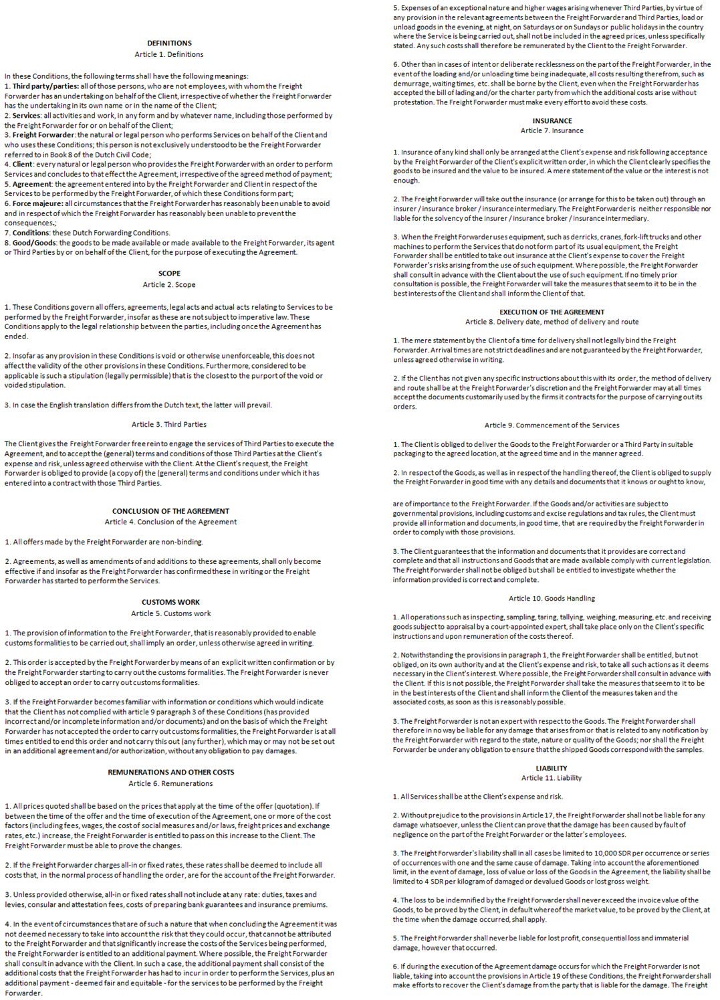 DEFINITIONS
Article 1. Definitions
In these Conditions, the following terms shall have the following meanings:
1. Third party/parties: all of those persons, who are not employees, with whom the Freight
Forwarder has an undertaking on behalf of the Client, irrespective of whether the Freight Forwarder
has the undertaking in its own name or in the name of the Client;
2. Services: all activities and work, in any form and by whatever name, including those performed by
the Freight Forwarder for or on behalf of the Client;
3. Freight Forwarder: the natural or legal person who performs Services on behalf of the Client and
who uses these Conditions; this person is not exclusively understood to be the Freight Forwarder
referred to in Book 8 of the Dutch Civil Code;
4. Client: every natural or legal person who provides the Freight Forwarder with an order to perform
Services and concludes to that effect the Agreement, irrespective of the agreed method of payment;
5. Agreement: the agreement entered into by the Freight Forwarder and Client in respect of the
Services to be performed by the Freight Forwarder, of which these Conditions form part;
6. Force majeure: all circumstances that the Freight Forwarder has reasonably been unable to avoid
and in respect of which the Freight Forwarder has reasonably been unable to prevent the
consequences.;
7. Conditions: these Dutch Forwarding Conditions.
8. Good/Goods: the goods to be made available or made available to the Freight Forwarder, its agent
or Third Parties by or on behalf of the Client, for the purpose of executing the Agreement.
SCOPE
Article 2. Scope
1. These Conditions govern all offers, agreements, legal acts and actual acts relating to Services to be
performed by the Freight Forwarder, insofar as these are not subject to imperative law. These
Conditions apply to the legal relationship between the parties, including once the Agreement has
ended.
2. Insofar as any provision in these Conditions is void or otherwise unenforceable, this does not
affect the validity of the other provisions in these Conditions. Furthermore, considered to be
applicable is such a stipulation (legally permissible) that is the closest to the purport of the void or
voided stipulation.
3. In case the English translation differs from the Dutch text, the latter will prevail.
Article 3. Third Parties
The Client gives the Freight Forwarder free rein to engage the services of Third Parties to execute the
Agreement, and to accept the (general) terms and conditions of those Third Parties at the Client's
expense and risk, unless agreed otherwise with the Client. At the Client's request, the Freight
Forwarder is obliged to provide (a copy of) the (general) terms and conditions under which it has
entered into a contract with those Third Parties.
CONCLUSION OF THE AGREEMENT
Article 4. Conclusion of the Agreement
1. All offers made by the Freight Forwarder are non-binding.
2. Agreements, as well as amendments of and additions to these agreements, shall only become
effective if and insofar as the Freight Forwarder has confirmed these in writing or the Freight
Forwarder has started to perform the Services.
CUSTOMS WORK
Article 5. Customs work
1. The provision of information to the Freight Forwarder, that is reasonably provided to enable
customs formalities to be carried out, shall imply an order, unless otherwise agreed in writing.
2. This order is accepted by the Freight Forwarder by means of an explicit written confirmation or by
the Freight Forwarder starting to carry out the customs formalities. The Freight Forwarder is never
obliged to accept an order to carry out customs formalities.
3. If the Freight Forwarder becomes familiar with information or conditions which would indicate
that the Client has not complied with article 9 paragraph 3 of these Conditions (has provided
incorrect and/or incomplete information and/or documents) and on the basis of which the Freight
Forwarder has not accepted the order to carry out customs formalities, the Freight Forwarder is at all
times entitled to end this order and not carry this out (any further), which may or may not be set out
in an additional agreement and/or authorization, without any obligation to pay damages.
REMUNERATIONS AND OTHER COSTS
Article 6. Remunerations
1. All prices quoted shall be based on the prices that apply at the time of the offer (quotation). If
between the time of the offer and the time of execution of the Agreement, one or more of the cost
factors (including fees, wages, the cost of social measures and/or laws, freight prices and exchange
rates, etc.) increase, the Freight Forwarder is entitled to pass on this increase to the Client. The
Freight Forwarder must be able to prove the changes.
2. If the Freight Forwarder charges all-in or fixed rates, these rates shall be deemed to include all
costs that, in the normal process of handling the order, are for the account of the Freight Forwarder.
3. Unless provided otherwise, all-in or fixed rates shall not include at any rate: duties, taxes and
levies, consular and attestation fees, costs of preparing bank guarantees and insurance premiums.
4. In the event of circumstances that are of such a nature that when concluding the Agreement it was
not deemed necessary to take into account the risk that they could occur, that cannot be attributed
to the Freight Forwarder and that significantly increase the costs of the Services being performed,
the Freight Forwarder is entitled to an additional payment. Where possible, the Freight Forwarder
shall consult in advance with the Client. In such a case, the additional payment shall consist of the
additional costs that the Freight Forwarder has had to incur in order to perform the Services, plus an
additional payment - deemed fair and equitable - for the services to be performed by the Freight
Forwarder.
5. Expenses of an exceptional nature and higher wages arising whenever Third Parties, by virtue of
any provision in the relevant agreements between the Freight Forwarder and Third Parties, load or
unload goods in the evening, at night, on Saturdays or on Sundays or public holidays in the country
where the Service is being carried out, shall not be included in the agreed prices, unless specifically
stated. Any such costs shall therefore be remunerated by the Client to the Freight Forwarder.
6. Other than in cases of intent or deliberate recklessness on the part of the Freight Forwarder, in the
event of the loading and/or unloading time being inadequate, all costs resulting therefrom, such as
demurrage, waiting times, etc. shall be borne by the Client, even when the Freight Forwarder has
accepted the bill of lading and/or the charter party from which the additional costs arise without
protestation. The Freight Forwarder must make every effort to avoid these costs.
INSURANCE
Article 7. Insurance
1. Insurance of any kind shall only be arranged at the Client's expense and risk following acceptance
by the Freight Forwarder of the Client's explicit written order, in which the Client clearly specifies the
goods to be insured and the value to be insured. A mere statement of the value or the interest is not
enough.
2. The Freight Forwarder will take out the insurance (or arrange for this to be taken out) through an
insurer / insurance broker / insurance intermediary. The Freight Forwarder is neither responsible nor
liable for the solvency of the insurer / insurance broker / insurance intermediary.
3. When the Freight Forwarder uses equipment, such as derricks, cranes, fork-lift trucks and other
machines to perform the Services that do not form part of its usual equipment, the Freight
Forwarder shall be entitled to take out insurance at the Client's expense to cover the Freight
Forwarder's risks arising from the use of such equipment. Where possible, the Freight Forwarder
shall consult in advance with the Client about the use of such equipment. If no timely prior
consultation is possible, the Freight Forwarder will take the measures that seem to it to be in the
best interests of the Client and shall inform the Client of that.
EXECUTION OF THE AGREEMENT
Article 8. Delivery date, method of delivery and route
1. The mere statement by the Client of a time for delivery shall not legally bind the Freight
Forwarder. Arrival times are not strict deadlines and are not guaranteed by the Freight Forwarder,
unless agreed otherwise in writing.
2. If the Client has not given any specific instructions about this with its order, the method of delivery
and route shall be at the Freight Forwarder's discretion and the Freight Forwarder may at all times
accept the documents customarily used by the firms it contracts for the purpose of carrying out its
orders.
Article 9. Commencement of the Services
1. The Client is obliged to deliver the Goods to the Freight Forwarder or a Third Party in suitable
packaging to the agreed location, at the agreed time and in the manner agreed.
2. In respect of the Goods, as well as in respect of the handling thereof, the Client is obliged to supply
the Freight Forwarder in good time with any details and documents that it knows or ought to know,
are of importance to the Freight Forwarder. If the Goods and/or activities are subject to
governmental provisions, including customs and excise regulations and tax rules, the Client must
provide all information and documents, in good time, that are required by the Freight Forwarder in
order to comply with those provisions.
3. The Client guarantees that the information and documents that it provides are correct and
complete and that all instructions and Goods that are made available comply with current legislation.
The Freight Forwarder shall not be obliged but shall be entitled to investigate whether the
information provided is correct and complete.
Article 10. Goods Handling
1. All operations such as inspecting, sampling, taring, tallying, weighing, measuring, etc. and receiving
goods subject to appraisal by a court-appointed expert, shall take place only on the Client's specific
instructions and upon remuneration of the costs thereof.
2. Notwithstanding the provisions in paragraph 1, the Freight Forwarder shall be entitled, but not
obliged, on its own authority and at the Client's expense and risk, to take all such actions as it deems
necessary in the Client's interest. Where possible, the Freight Forwarder shall consult in advance with
the Client. If this is not possible, the Freight Forwarder shall take the measures that seem to it to be
in the best interests of the Client and shall inform the Client of the measures taken and the
associated costs, as soon as this is reasonably possible.
3. The Freight Forwarder is not an expert with respect to the Goods. The Freight Forwarder shall
therefore in no way be liable for any damage that arises from or that is related to any notification by
the Freight Forwarder with regard to the state, nature or quality of the Goods; nor shall the Freight
Forwarder be under any obligation to ensure that the shipped Goods correspond with the samples.
LIABILITY
Article 11. Liability
1. All Services shall be at the Client's expense and risk.
2. Without prejudice to the provisions in Article 17, the Freight Forwarder shall not be liable for any
damage whatsoever, unless the Client can prove that the damage has been caused by fault of
negligence on the part of the Freight Forwarder or the latter's employees.
3. The Freight Forwarder's liability shall in all cases be limited to 10,000 SDR per occurrence or series
of occurrences with one and the same cause of damage. Taking into account the aforementioned
limit, in the event of damage, loss of value or loss of the Goods in the Agreement, the liability shall be
limited to 4 SDR per kilogram of damaged or devalued Goods or lost gross weight.
4. The loss to be indemnified by the Freight Forwarder shall never exceed the invoice value of the
Goods, to be proved by the Client, in default whereof the market value, to be proved by the Client, at
the time when the damage occurred, shall apply.
5. The Freight Forwarder shall never be liable for lost profit, consequential loss and immaterial
damage, however that occurred.
6. If during the execution of the Agreement damage occurs for which the Freight Forwarder is not
liable, taking into account the provisions in Article 19 of these Conditions, the Freight Forwarder shall
make efforts to recover the Client's damage from the party that is liable for the damage. The Freight